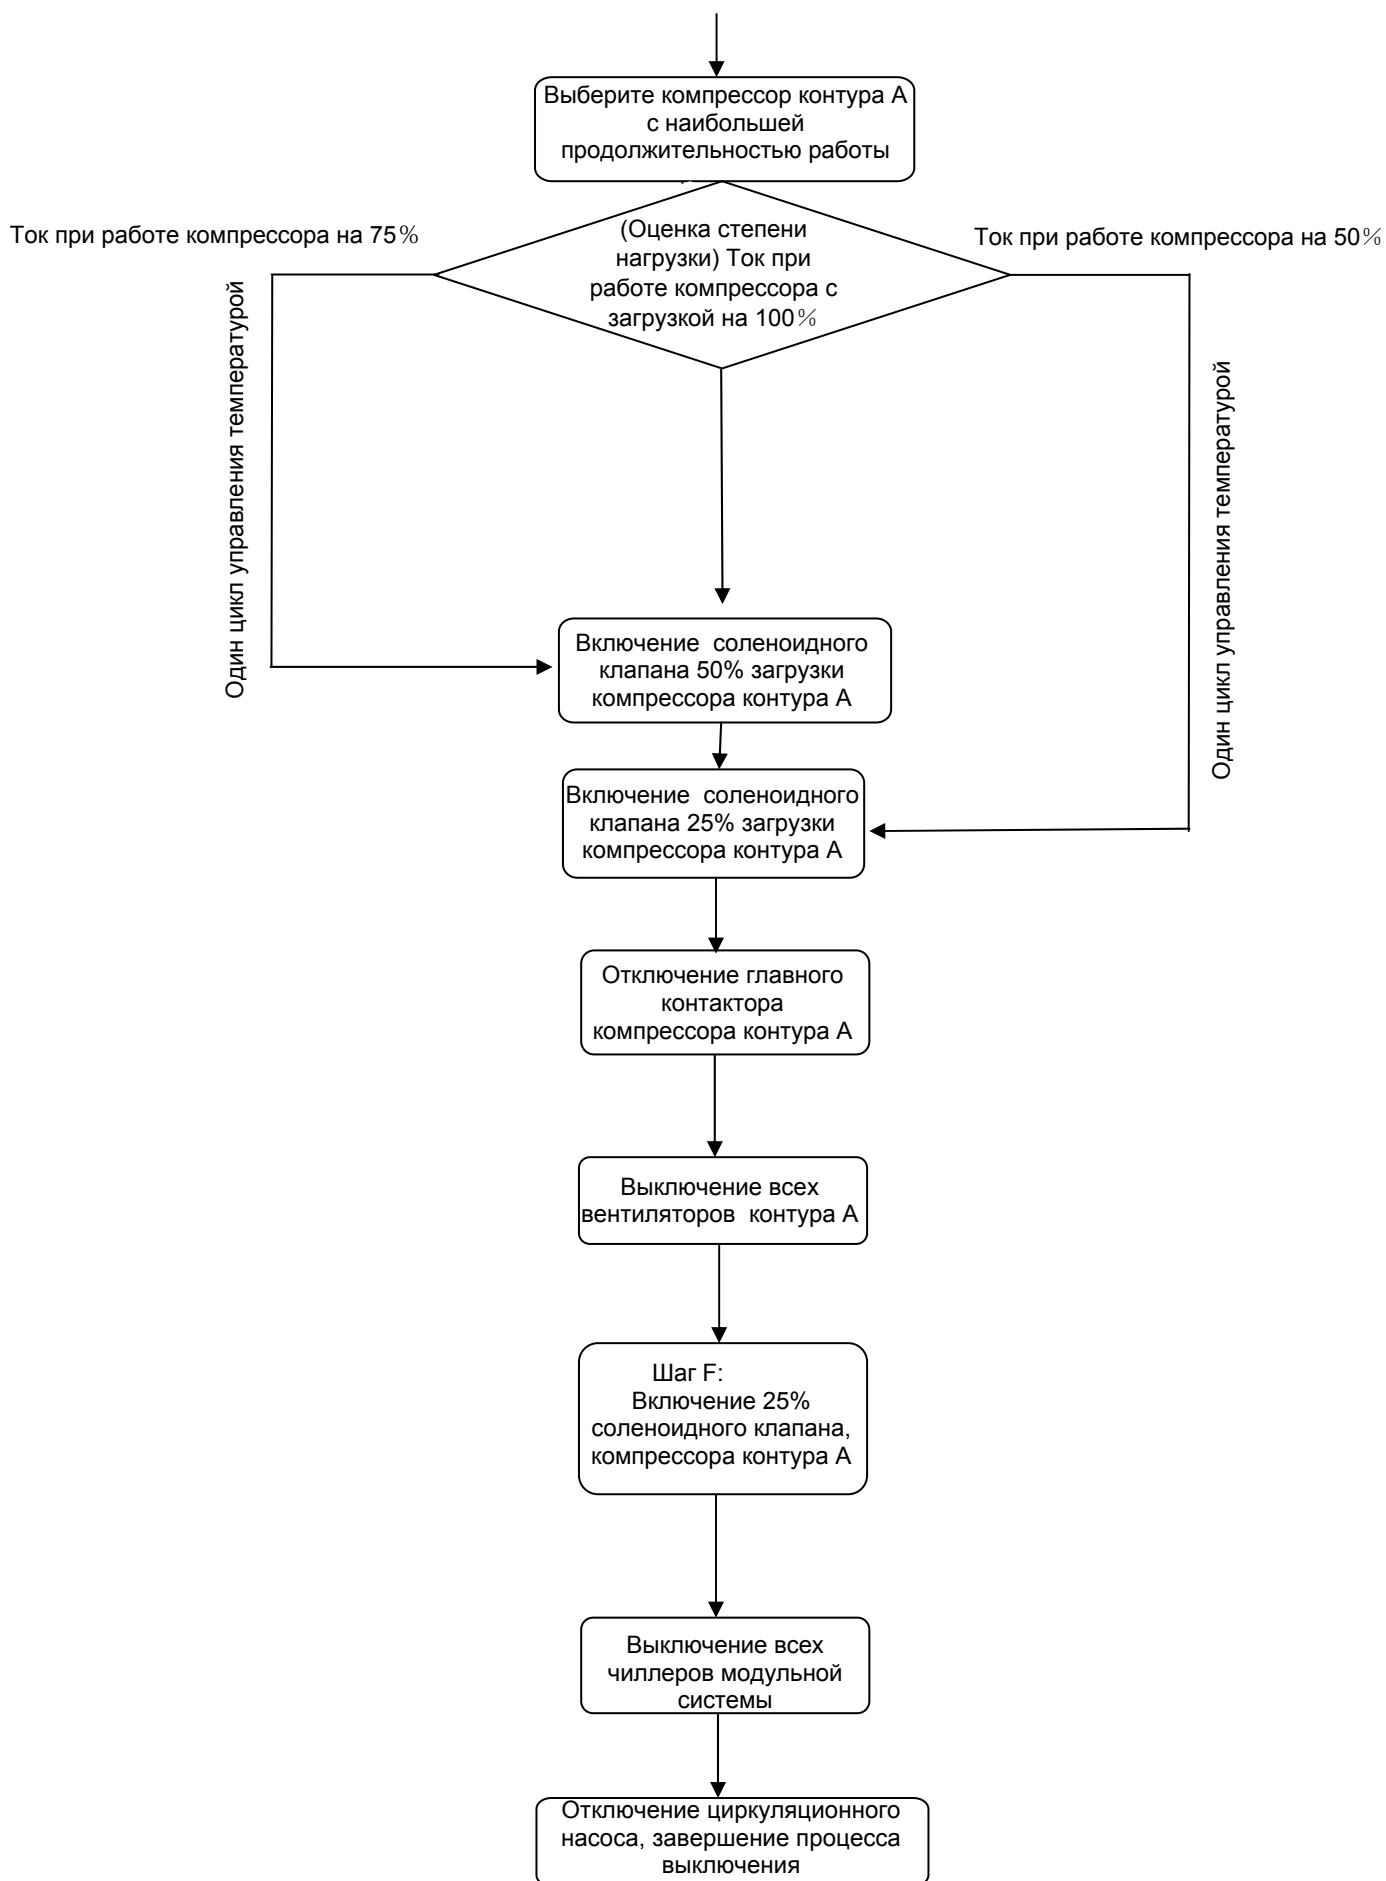 Выберите компрессор контура А
с наибольшей
продолжительностью работы
Ток при работе компрессора на 75%
(Оценка степени
нагрузки) Ток при
работе компрессора с
загрузкой на 100%
Ток при работе компрессора на 50%
Один цикл управления температурой
Один цикл управления температурой
Включение соленоидного
клапана 50% загрузки
компрессора контура А
Включение соленоидного
клапана 25% загрузки
компрессора контура А
Отключение главного
контактора
компрессора контура А
Выключение всех
вентиляторов контура А
Шаг F:
Включение 25%
соленоидного клапана,
компрессора контура А
Выключение всех
чиллеров модульной
системы
Отключение циркуляционного
насоса, завершение процесса
выключения